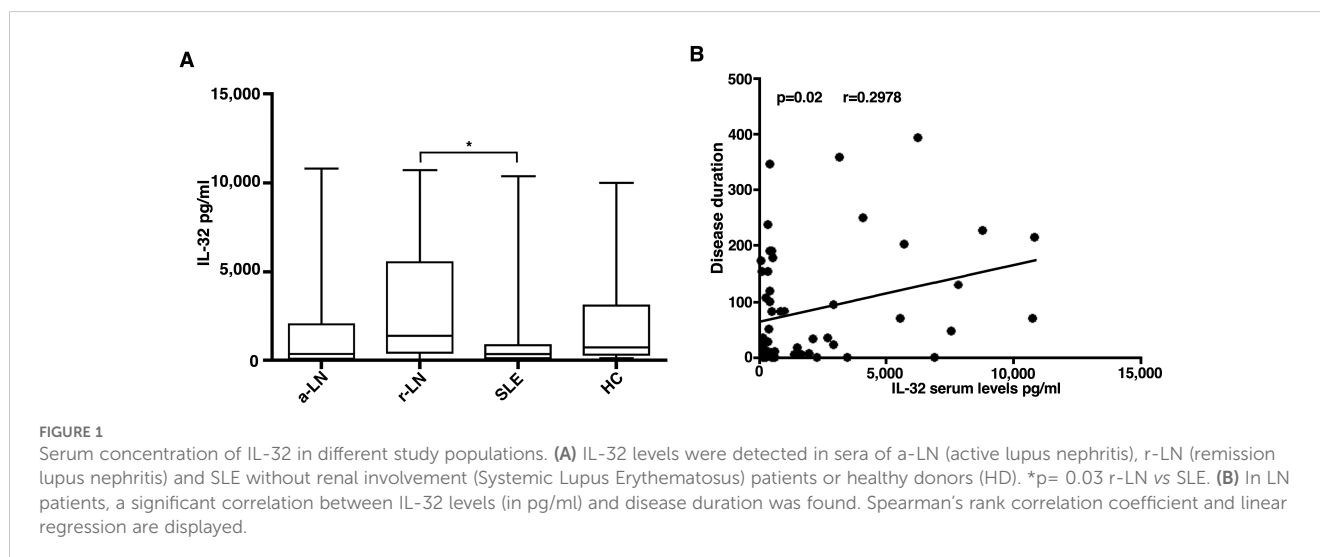 A
15,000
10,000
5,000
0
IL-32 pg/ml
*
a-LN
r-LN
SLE
HC
B
500
400
300
200
100
0
Disease duration
p=0.02 r=0.2978
0 5,000 10,000 15,000
IL-32 serum levels pg/ml
FIGURE 1
Serum concentration of IL-32 in different study populations. (A) IL-32 levels were detected in sera of a-LN (active lupus nephritis), r-LN (remission
lupus nephritis) and SLE without renal involvement (Systemic Lupus Erythematosus) patients or healthy donors (HD). *p= 0.03 r-LN vs SLE. (B) In LN
patients, a significant correlation between IL-32 levels (in pg/ml) and disease duration was found. Spearman’s rank correlation coefficient and linear
regression are displayed.